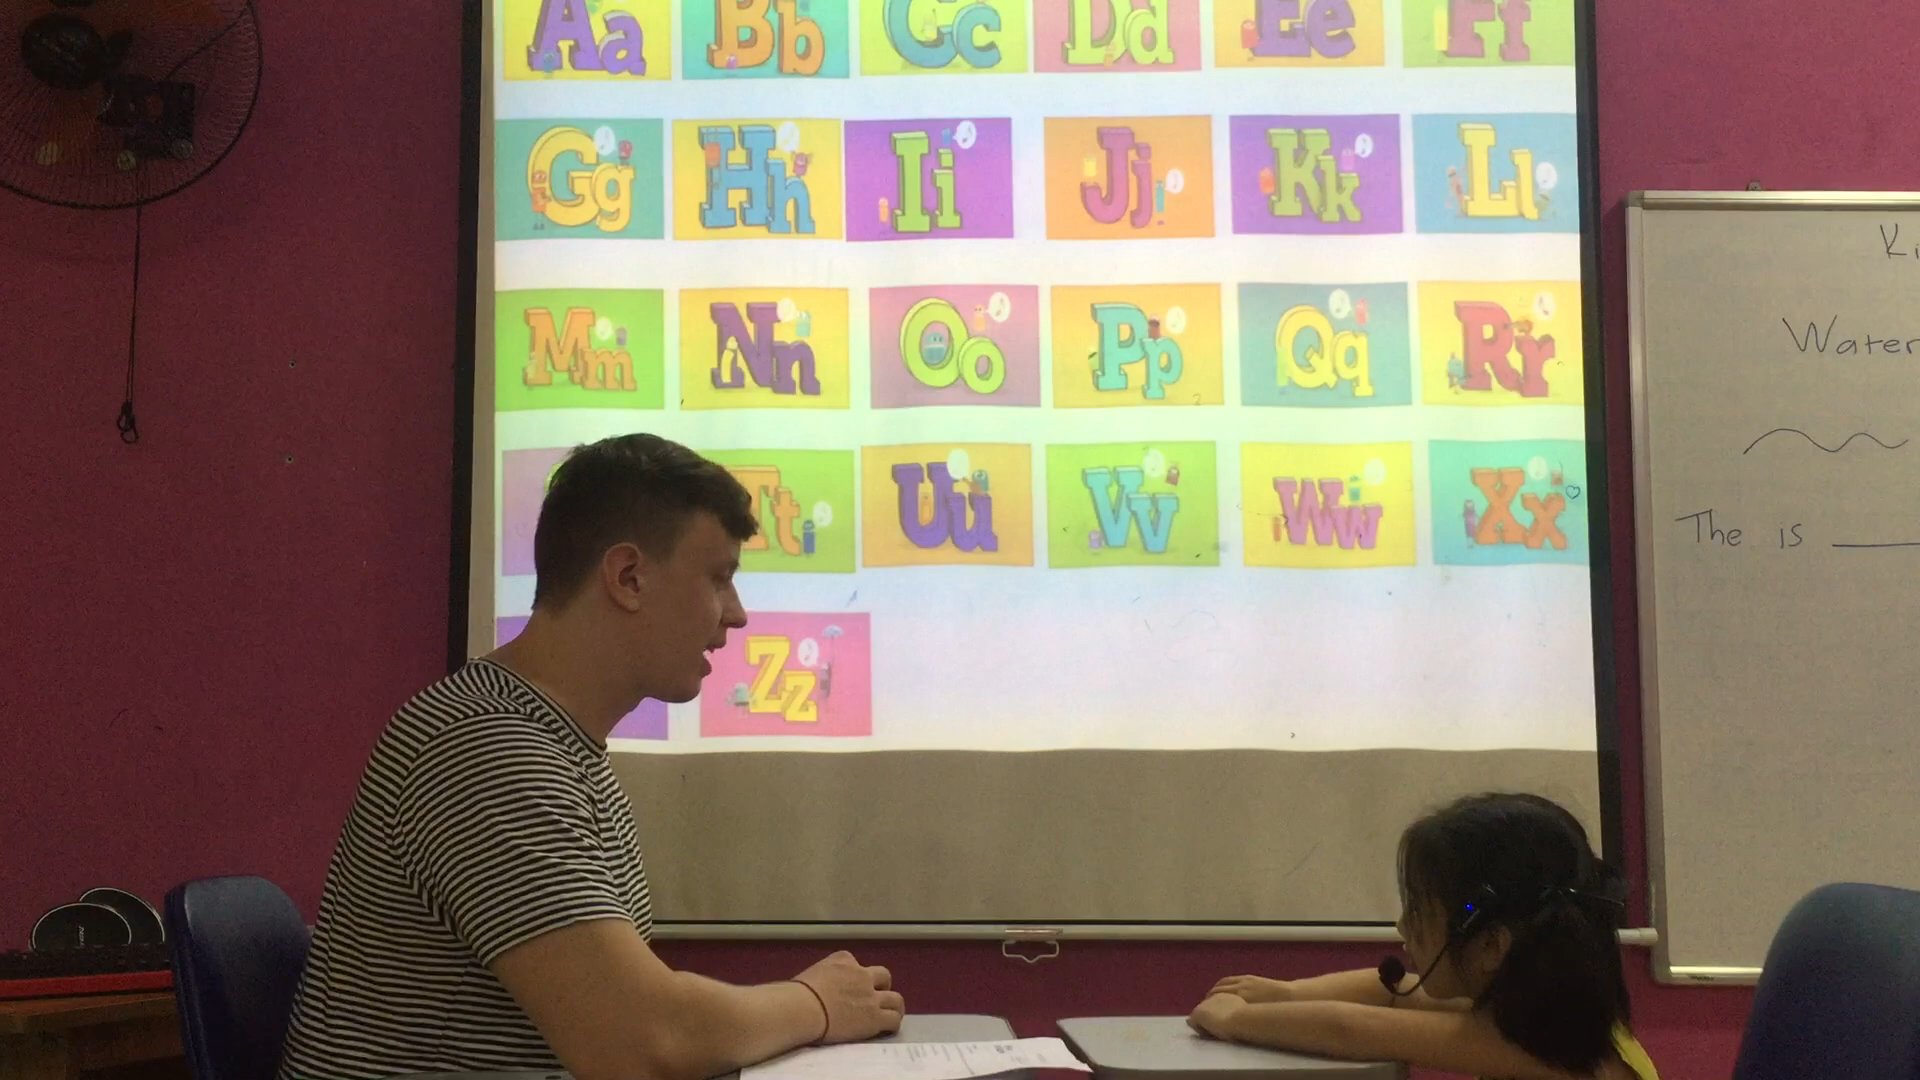 Aa Bb Cc Dd Ee Ff
Gg Hh Ii Jj Kk Ll
Mm Nn Oo Pp Qq Rr
Tt Uu Vv Ww Xx
Zz
Water
The is ___